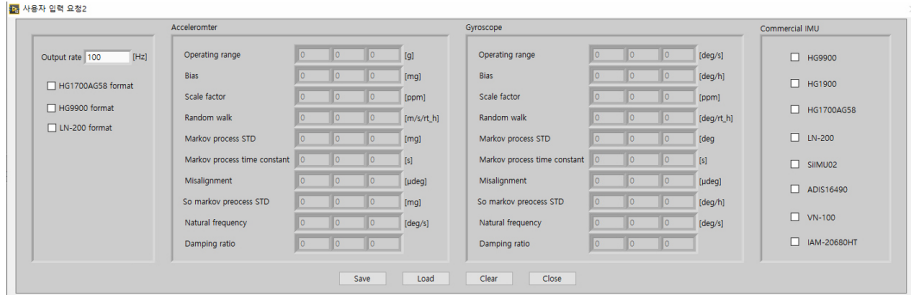 사용자 입력 요청2
Output rate 100 [Hz]
HG1700AG58 format
HG9900 format
LN-200 format
Acceleromter
Operating range 0 0 0 [g]
Bias 0 0 0 [mg]
Scale factor 0 0 0 [ppm]
Random walk 0 0 0 [m/s/rt_h]
Markov process STD 0 0 0 [mg]
Markov process time constant 0 0 0 [s]
Misalignment 0 0 0 [µdeg]
So markov preocess STD 0 0 0 [mg]
Natural frequency 0 0 0 [deg/s]
Damping ratio 0 0 0
Gyroscope
Operating range 0 0 0 [deg/s]
Bias 0 0 0 [deg/h]
Scale factor 0 0 0 [ppm]
Random walk 0 0 0 [deg/rt_h]
Markov process STD 0 0 0 [deg
Markov process time constant 0 0 0 [s]
Misalignment 0 0 0 [µdeg]
So markov preocess STD 0 0 0 [deg/h]
Natural frequency 0 0 0 [deg/s]
Damping ratio 0 0 0
Commercial IMU
HG9900
HG1900
HG1700AG58
LN-200
SiIMU02
ADIS16490
VN-100
IAM-20680HT
Save Load Clear Close